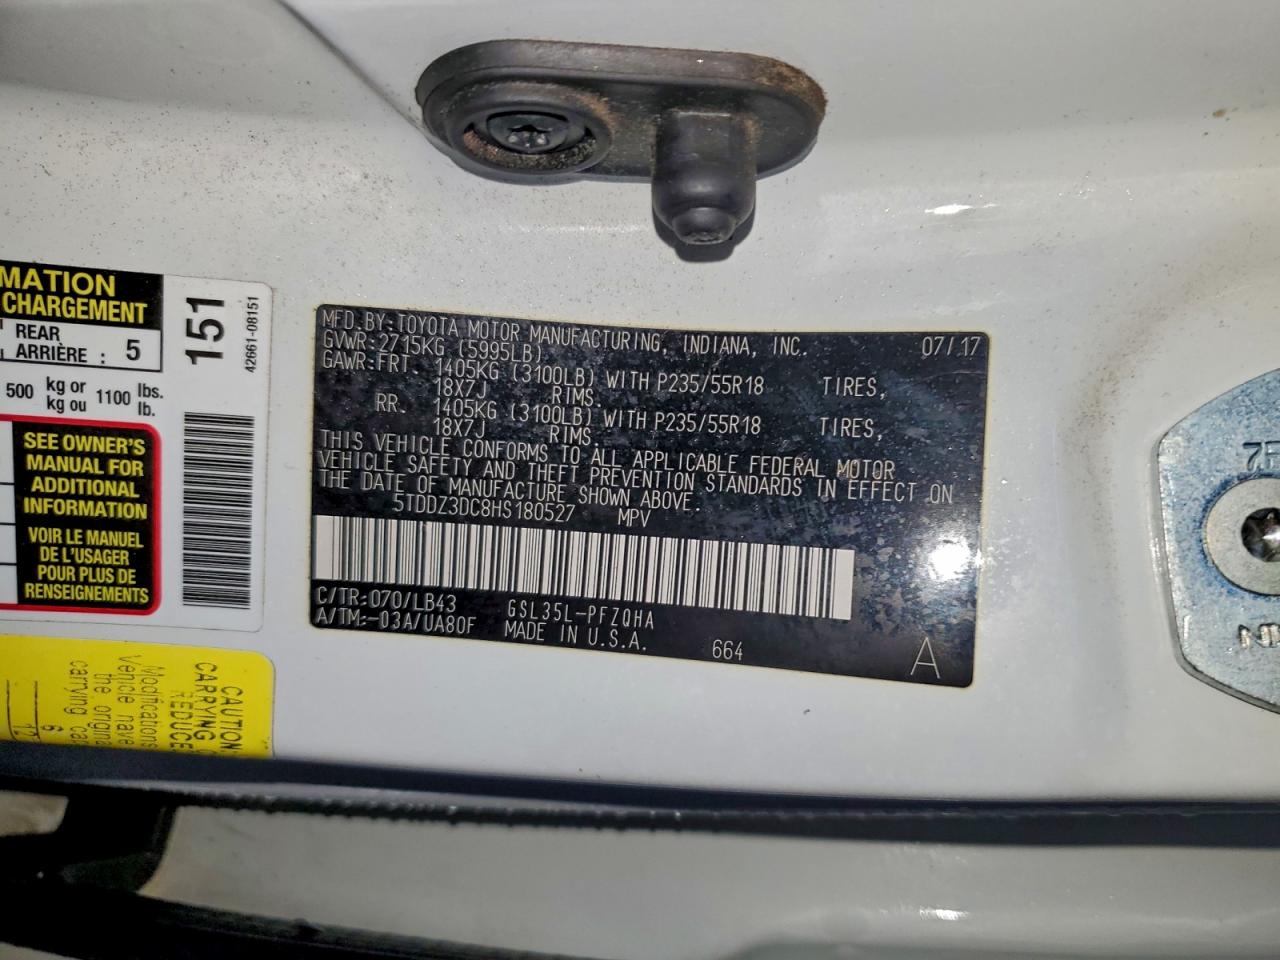 MATION
CHARGEMENT
REAR
ARRIÈRE : 5
500 kg or 1100 lbs.
kg ou lb.
SEE OWNER'S
MANUAL FOR
ADDITIONAL
INFORMATION
VOIR LE MANUEL
DE L'USAGER
POUR PLUS DE
RENSEIGNEMENTS
151
42661-08151
MFD.BY:TOYOTA MOTOR MANUFACTURING, INDIANA, INC. 07/17
GVWR:2715KG (5995LB)
GAWR:FRT. 1405KG (3100LB) WITH P235/55R18 TIRES,
18X7J RIMS.
RR. 1405KG (3100LB) WITH P235/55R18 TIRES,
18X7J RIMS.
THIS VEHICLE CONFORMS TO ALL APPLICABLE FEDERAL MOTOR
VEHICLE SAFETY AND THEFT PREVENTION STANDARDS IN EFFECT ON
THE DATE OF MANUFACTURE SHOWN ABOVE.
5TDDZ3DC8HS180527 MPV
C/TR:070/LB43 GSL35L-PFZQHA
A/TM:-03A/UA80F MADE IN U.S.A. 664 A
CAUTION
CARRYING
REDUCE
Modifications
Vehicle have
the origina
carrying ca
6